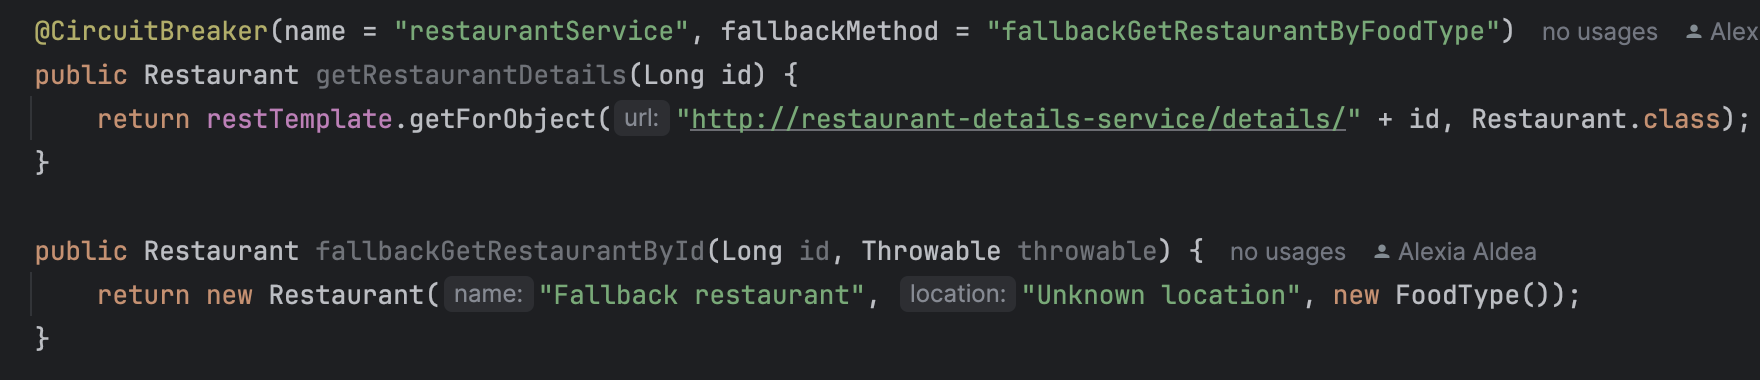 @CircuitBreaker(name = "restaurantService", fallbackMethod = "fallbackGetRestaurantByFoodType") no usages Alex
public Restaurant getRestaurantDetails(Long id) {
return restTemplate.getForObject( url: "http://restaurant-details-service/details/" + id, Restaurant.class);
}
public Restaurant fallbackGetRestaurantById(Long id, Throwable throwable) { no usages Alexia Aldea
return new Restaurant( name: "Fallback restaurant", location: "Unknown location", new FoodType());
}